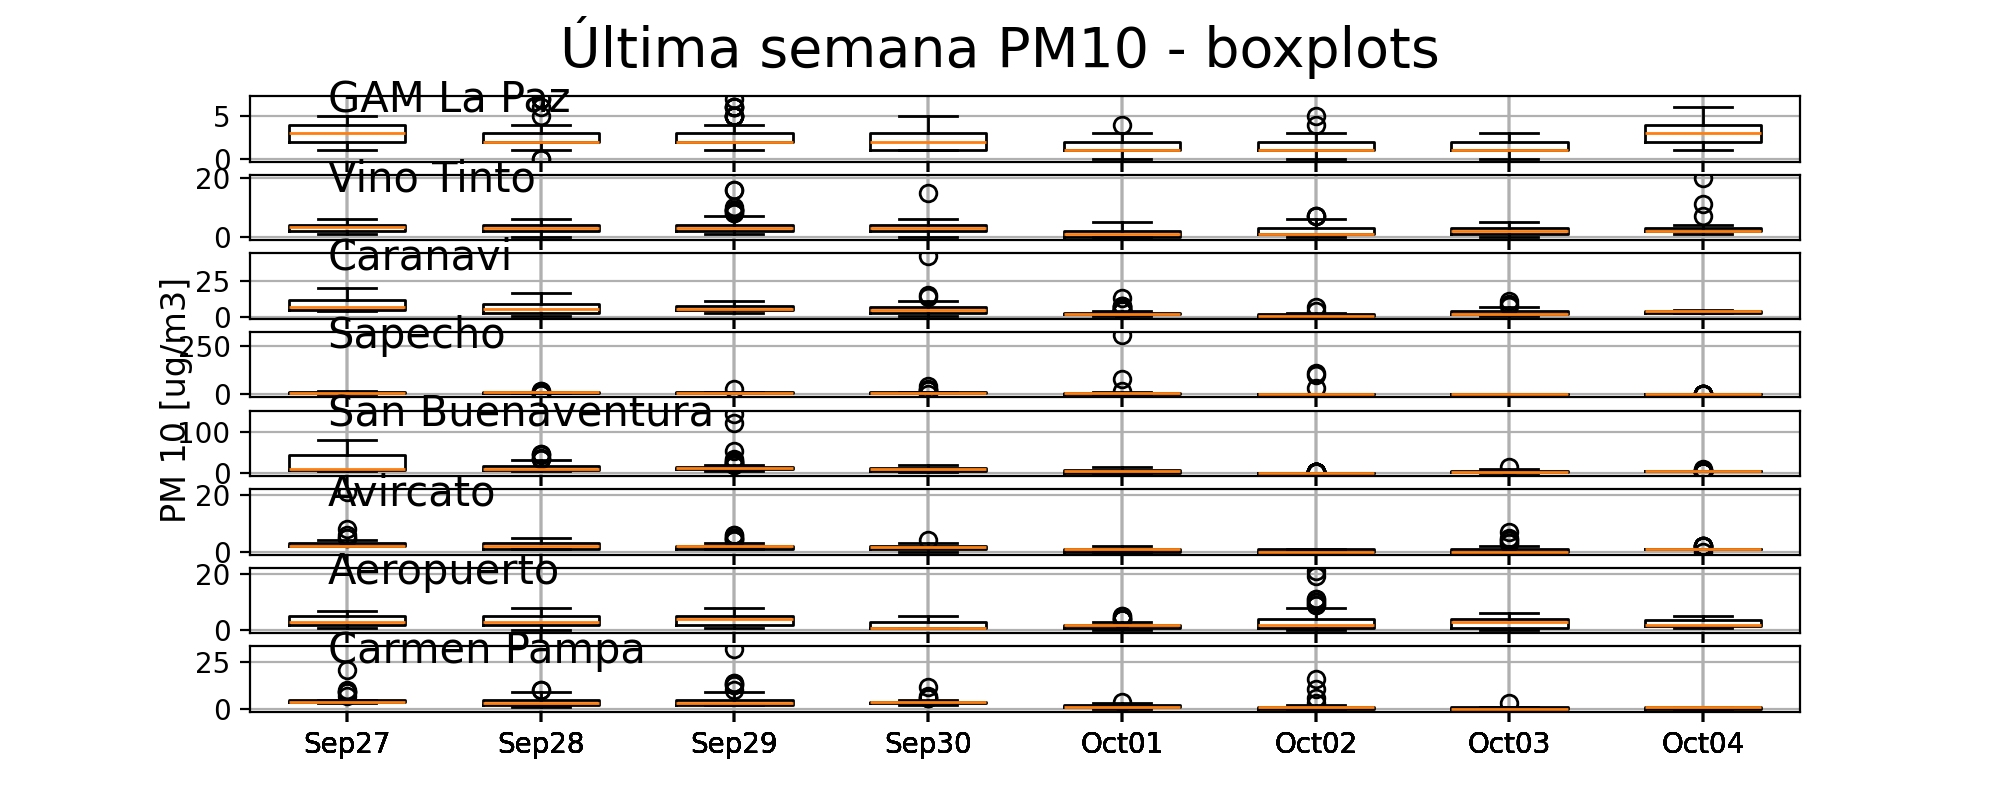 Última semana PM10 - boxplots
GAM La Paz
5
0
Vino Tinto
20
0
Caranavi
25
0
Sapecho
250
0
San Buenaventura
100
0
Avircato
20
0
Aeropuerto
20
0
Carmen Pampa
25
0
PM 10 [ug/m3]
Sep27 Sep28 Sep29 Sep30 Oct01 Oct02 Oct03 Oct04